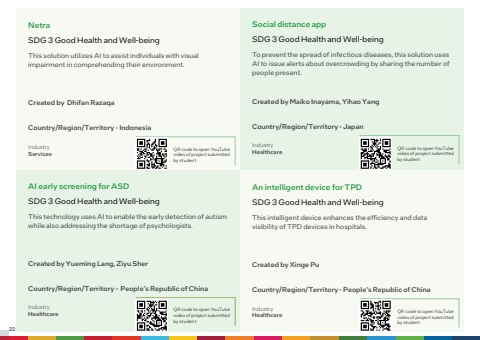 Netra
SDG 3 Good Health and Well-being
This solution utilizes AI to assist individuals with visual
impairment in comprehending their environment.
Created by Dhifan Razaqa
Country/Region/Territory - Indonesia
Industry
Services
QR code to open YouTube
video of project submitted
by student
Social distance app
SDG 3 Good Health and Well-being
To prevent the spread of infectious diseases, this solution uses
AI to issue alerts about overcrowding by sharing the number of
people present.
Created by Maiko Inayama, Yihao Yang
Country/Region/Territory - Japan
Industry
Healthcare
QR code to open YouTube
video of project submitted
by student
AI early screening for ASD
SDG 3 Good Health and Well-being
This technology uses AI to enable the early detection of autism
while also addressing the shortage of psychologists.
Created by Yueming Lang, Ziyu Sher
Country/Region/Territory - People's Republic of China
Industry
Healthcare
QR code to open YouTube
video of project submitted
by student
An intelligent device for TPD
SDG 3 Good Health and Well-being
This intelligent device enhances the efficiency and data
visibility of TPD devices in hospitals.
Created by Xinge Pu
Country/Region/Territory - People's Republic of China
Industry
Healthcare
QR code to open YouTube
video of project submitted
by student
22